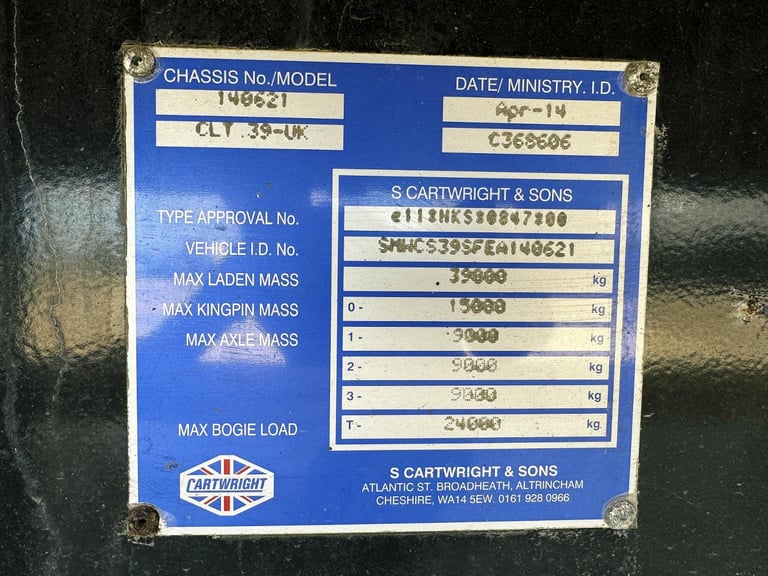 CHASSIS No./MODEL
140621
CLT 39-UK
DATE/ MINISTRY. I.D.
Apr-14
C368606
S CARTWRIGHT & SONS
TYPE APPROVAL No. e11*NKS*0847*00
VEHICLE I.D. No. SMWCS39SFEA140621
MAX LADEN MASS 39000 kg
MAX KINGPIN MASS 0- 15000 kg
MAX AXLE MASS 1- 9000 kg
2- 9000 kg
3- 9000 kg
MAX BOGIE LOAD T- 24000 kg
CARTWRIGHT
S CARTWRIGHT & SONS
ATLANTIC ST. BROADHEATH, ALTRINCHAM
CHESHIRE, WA14 5EW. 0161 928 0966